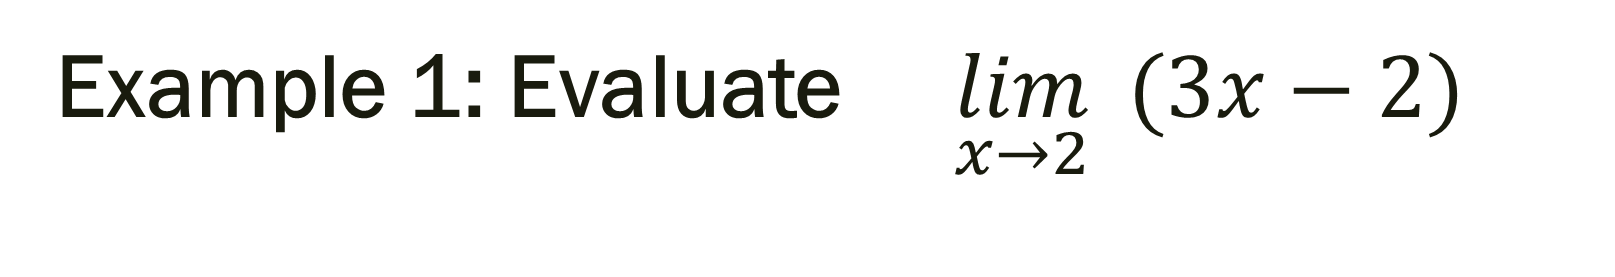 Example 1: Evaluate lim (3x − 2)
x→2